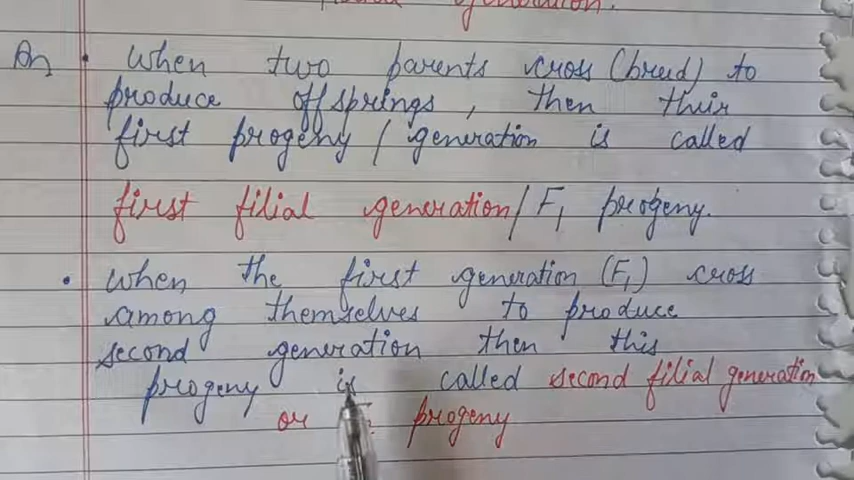 generation.
An • when two parents cross (breed) to
produce offsprings, then their
first progeny / generation is called
first filial generation / F1 progeny.
• when the first generation (F1) cross
among themselves to produce
second generation then this
progeny is called second filial generation
or progeny